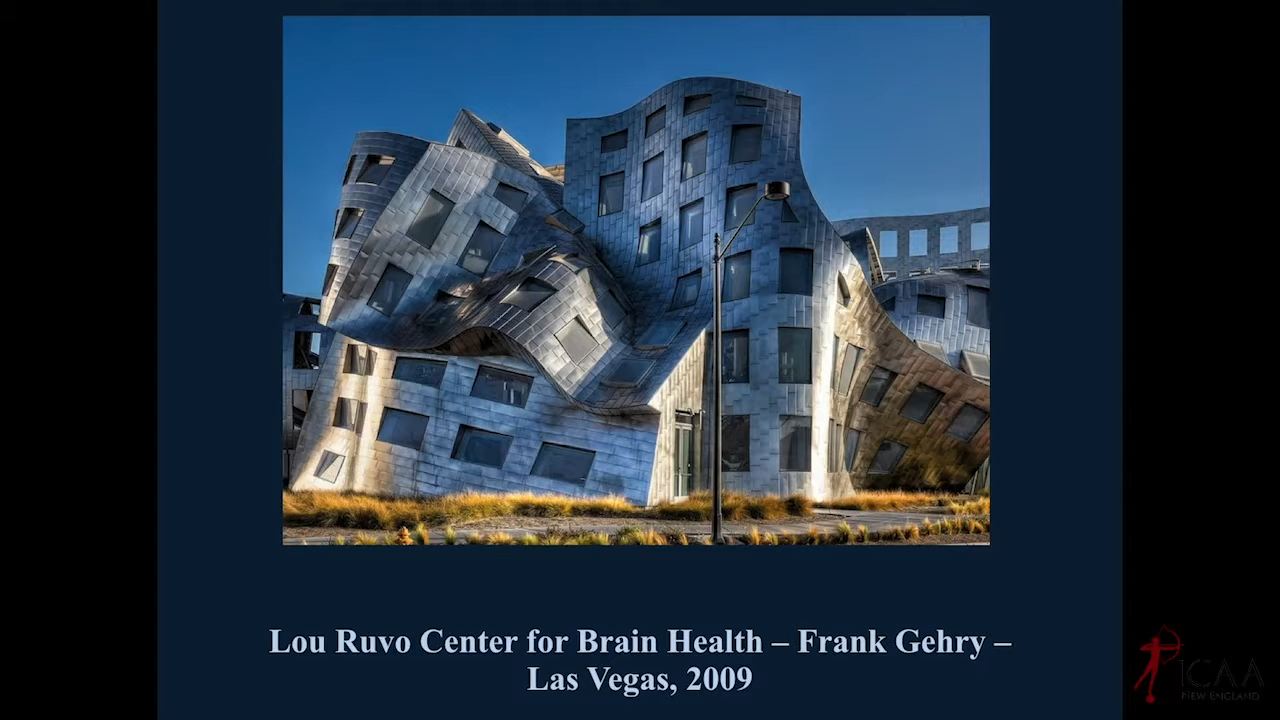 Lou Ruvo Center for Brain Health – Frank Gehry –
Las Vegas, 2009
ICAA
NEW ENGLAND